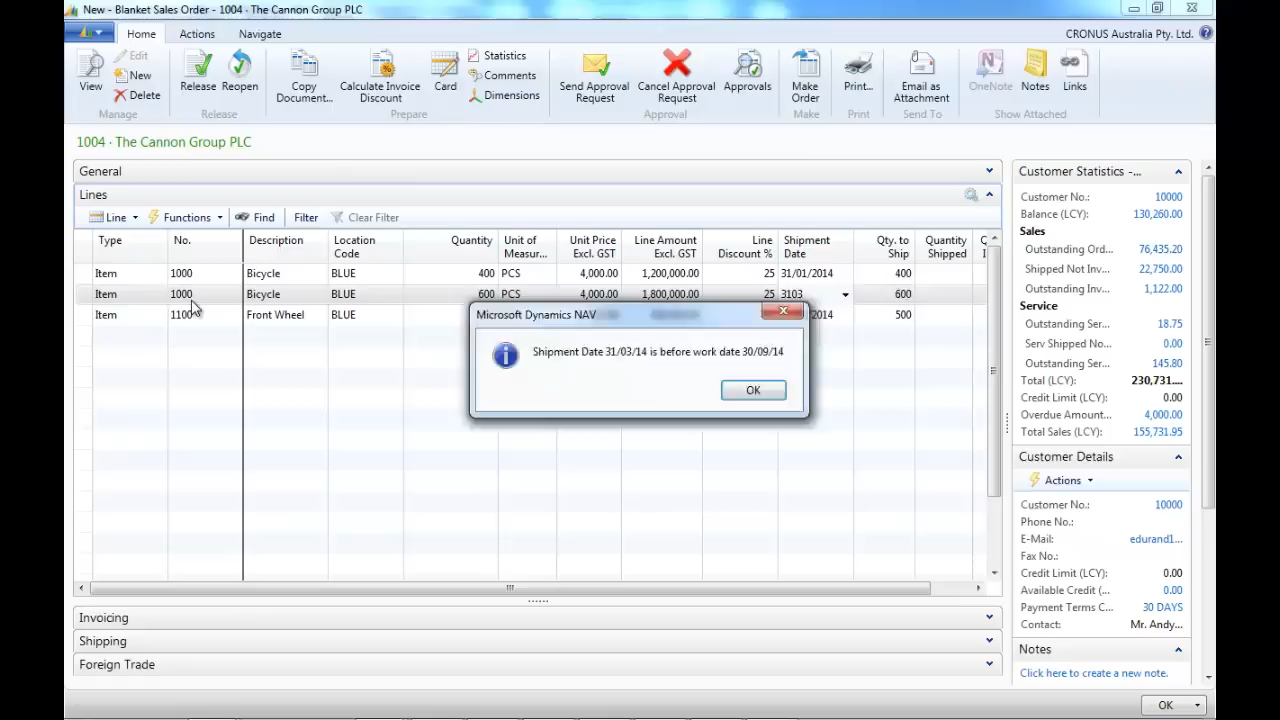 New - Blanket Sales Order - 1004 · The Cannon Group PLC
Home Actions Navigate CRONUS Australia Pty. Ltd.
View Edit New Delete Manage
Release Reopen Release
Copy Document... Calculate Invoice Discount Card Statistics Comments Dimensions Prepare
Send Approval Request Cancel Approval Request Approvals Approval
Make Order Make
Print... Print
Email as Attachment Send To
OneNote Notes Links Show Attached
1004 · The Cannon Group PLC
General
Lines
Line Functions Find Filter Clear Filter
Type No. Description Location Code Quantity Unit of Measur... Unit Price Excl. GST Line Amount Excl. GST Line Discount % Shipment Date Qty. to Ship Quantity Shipped
Item 1000 Bicycle BLUE 400 PCS 4,000.00 1,200,000.00 25 31/01/2014 400
Item 1000 Bicycle BLUE 600 PCS 4,000.00 1,800,000.00 25 3103 600
Item 1100 Front Wheel BLUE 2014 500
Microsoft Dynamics NAV
Shipment Date 31/03/14 is before work date 30/09/14
OK
Invoicing
Shipping
Foreign Trade
Customer Statistics -...
Customer No.: 10000
Balance (LCY): 130,260.00
Sales
Outstanding Ord... 76,435.20
Shipped Not Inv... 22,750.00
Outstanding Inv... 1,122.00
Service
Outstanding Ser... 18.75
Serv Shipped No... 0.00
Outstanding Ser... 145.80
Total (LCY): 230,731....
Credit Limit (LCY): 0.00
Overdue Amount... 4,000.00
Total Sales (LCY): 155,731.95
Customer Details
Actions
Customer No.: 10000
Phone No.:
E-Mail: edurand1...
Fax No.:
Credit Limit (LCY): 0.00
Available Credit (... 0.00
Payment Terms C... 30 DAYS
Contact: Mr. Andy...
Notes
Click here to create a new note.
OK